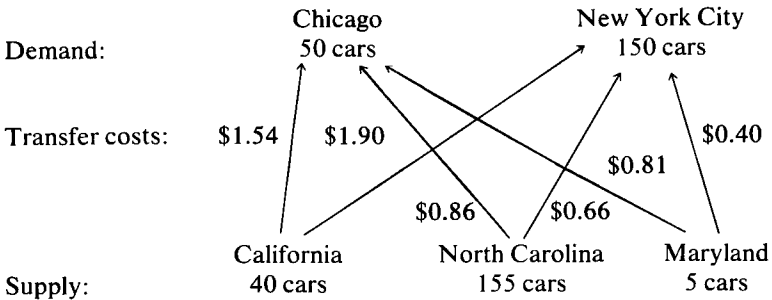 Chicago New York City
Demand: 50 cars 150 cars
Transfer costs: $1.54 $1.90 $0.40
$0.81
$0.86 $0.66
California North Carolina Maryland
Supply: 40 cars 155 cars 5 cars